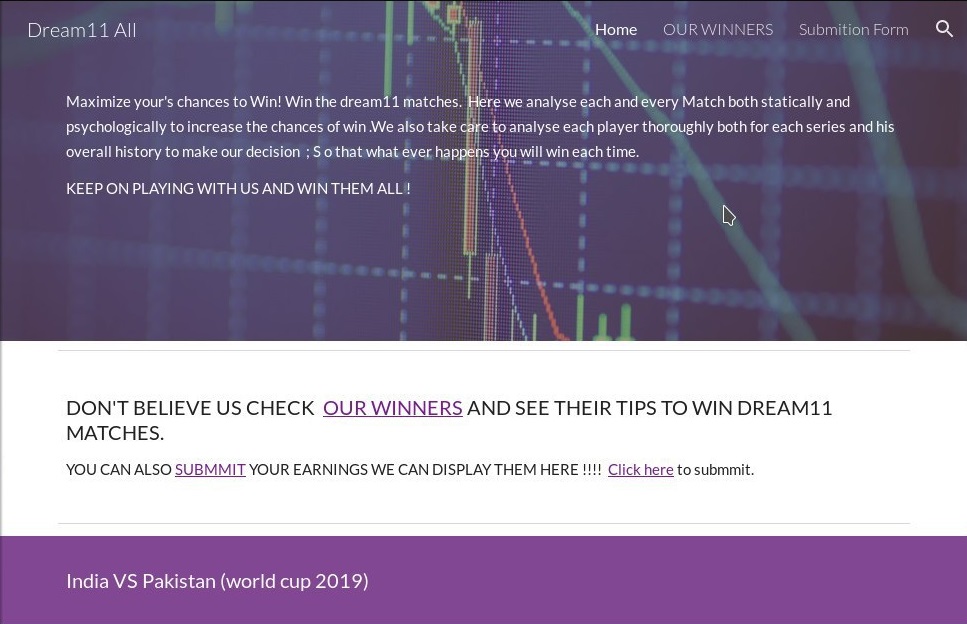 Dream11 All
Home
OUR WINNERS
Submition Form
Maximize your's chances to Win! Win the dream11 matches.  Here we analyse each and every Match both statically and
psychologically to increase the chances of win .We also take care to analyse each player thoroughly both for each series and his
overall history to make our decision  ; S o that what ever happens you will win each time.
KEEP ON PLAYING WITH US AND WIN THEM ALL !
DON'T BELIEVE US CHECK  OUR WINNERS AND SEE THEIR TIPS TO WIN DREAM11
MATCHES.
YOU CAN ALSO SUBMMIT YOUR EARNINGS WE CAN DISPLAY THEM HERE !!!!  Click here to submmit.
India VS Pakistan (world cup 2019)